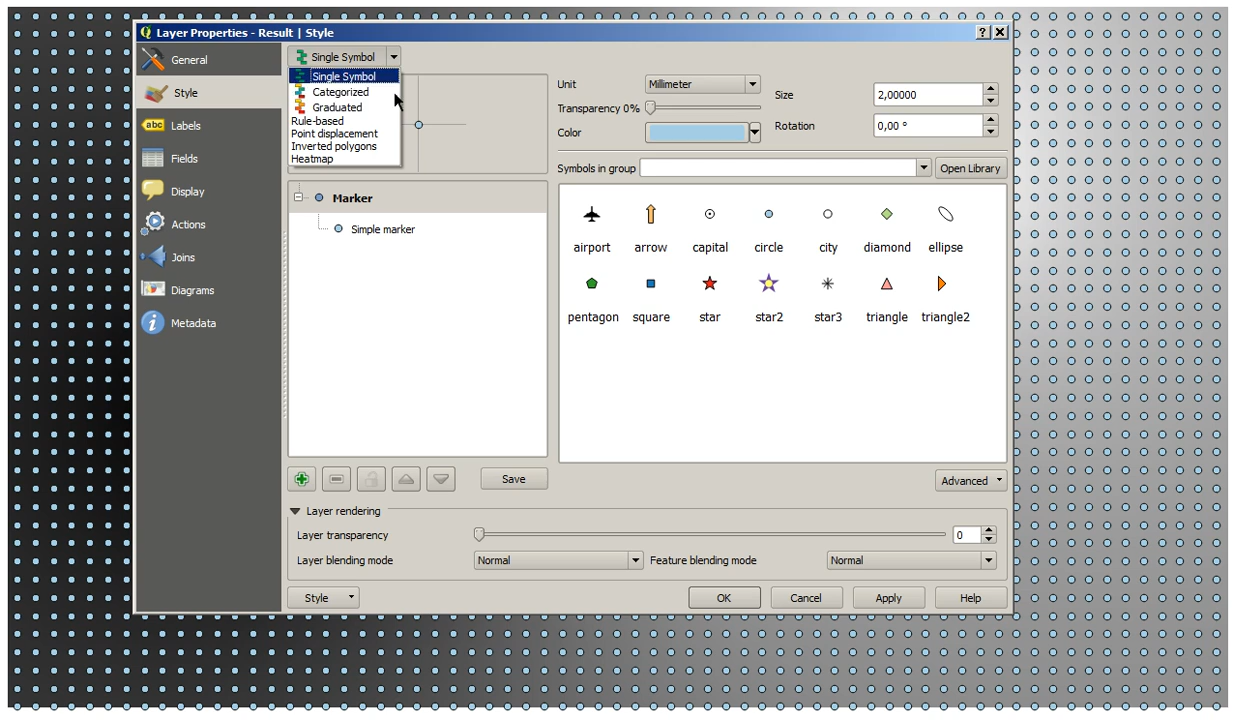 Layer Properties - Result | Style
General
Style
Labels
Fields
Display
Actions
Joins
Diagrams
Metadata
Single Symbol
Single Symbol
Categorized
Graduated
Rule-based
Point displacement
Inverted polygons
Heatmap
Unit Millimeter
Transparency 0%
Color
Size 2,00000
Rotation 0,00 °
Symbols in group Open Library
Marker
Simple marker
airport arrow capital circle city diamond ellipse
pentagon square star star2 star3 triangle triangle2
Save
Advanced
Layer rendering
Layer transparency 0
Layer blending mode Normal Feature blending mode Normal
Style OK Cancel Apply Help